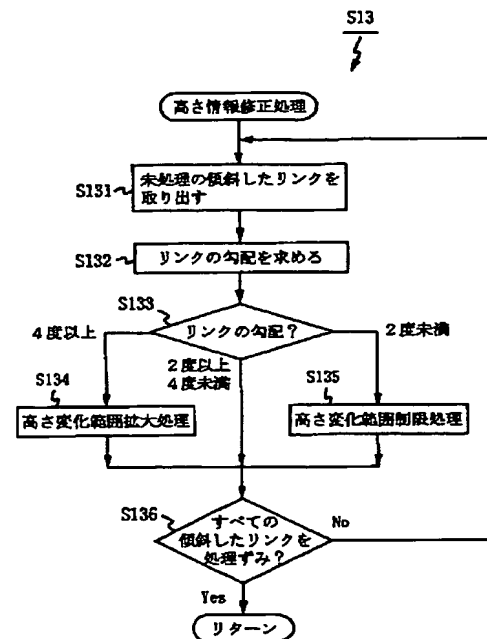 S13
高さ情報修正処理
S131
未処理の傾斜したリンクを
取り出す
S132
リンクの勾配を求める
S133
リンクの勾配？
4度以上
2度以上
4度未満
2度未満
S134
高さ変化範囲拡大処理
S135
高さ変化範囲制限処理
S136
すべての
傾斜したリンクを
処理ずみ？
No
Yes
リターン